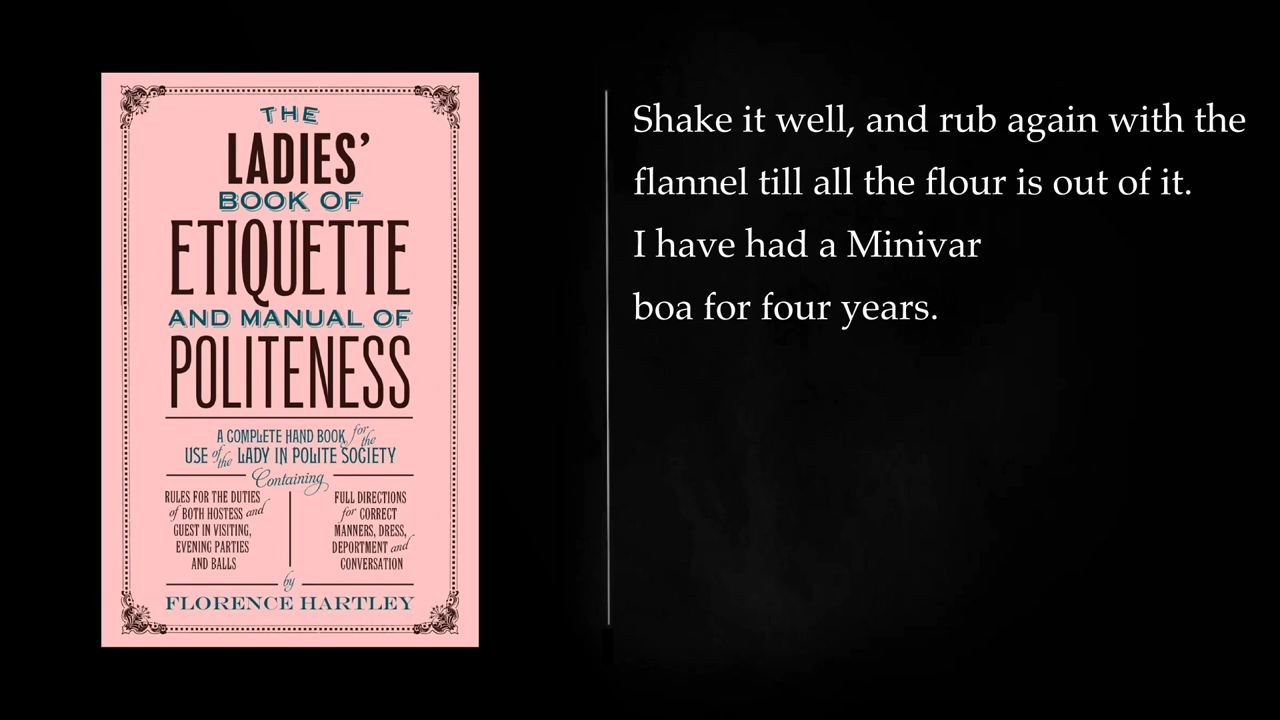 THE
LADIES'
BOOK OF
ETIQUETTE
AND MANUAL OF
POLITENESS
A COMPLETE HAND BOOK for the
USE of the LADY IN POLITE SOCIETY
Containing
RULES FOR THE DUTIES
of BOTH HOSTESS and
GUEST IN VISITING,
EVENING PARTIES
AND BALLS
FULL DIRECTIONS
for CORRECT
MANNERS, DRESS,
DEPORTMENT and
CONVERSATION
by
FLORENCE HARTLEY
Shake it well, and rub again with the
flannel till all the flour is out of it.
I have had a Minivar
boa for four years.